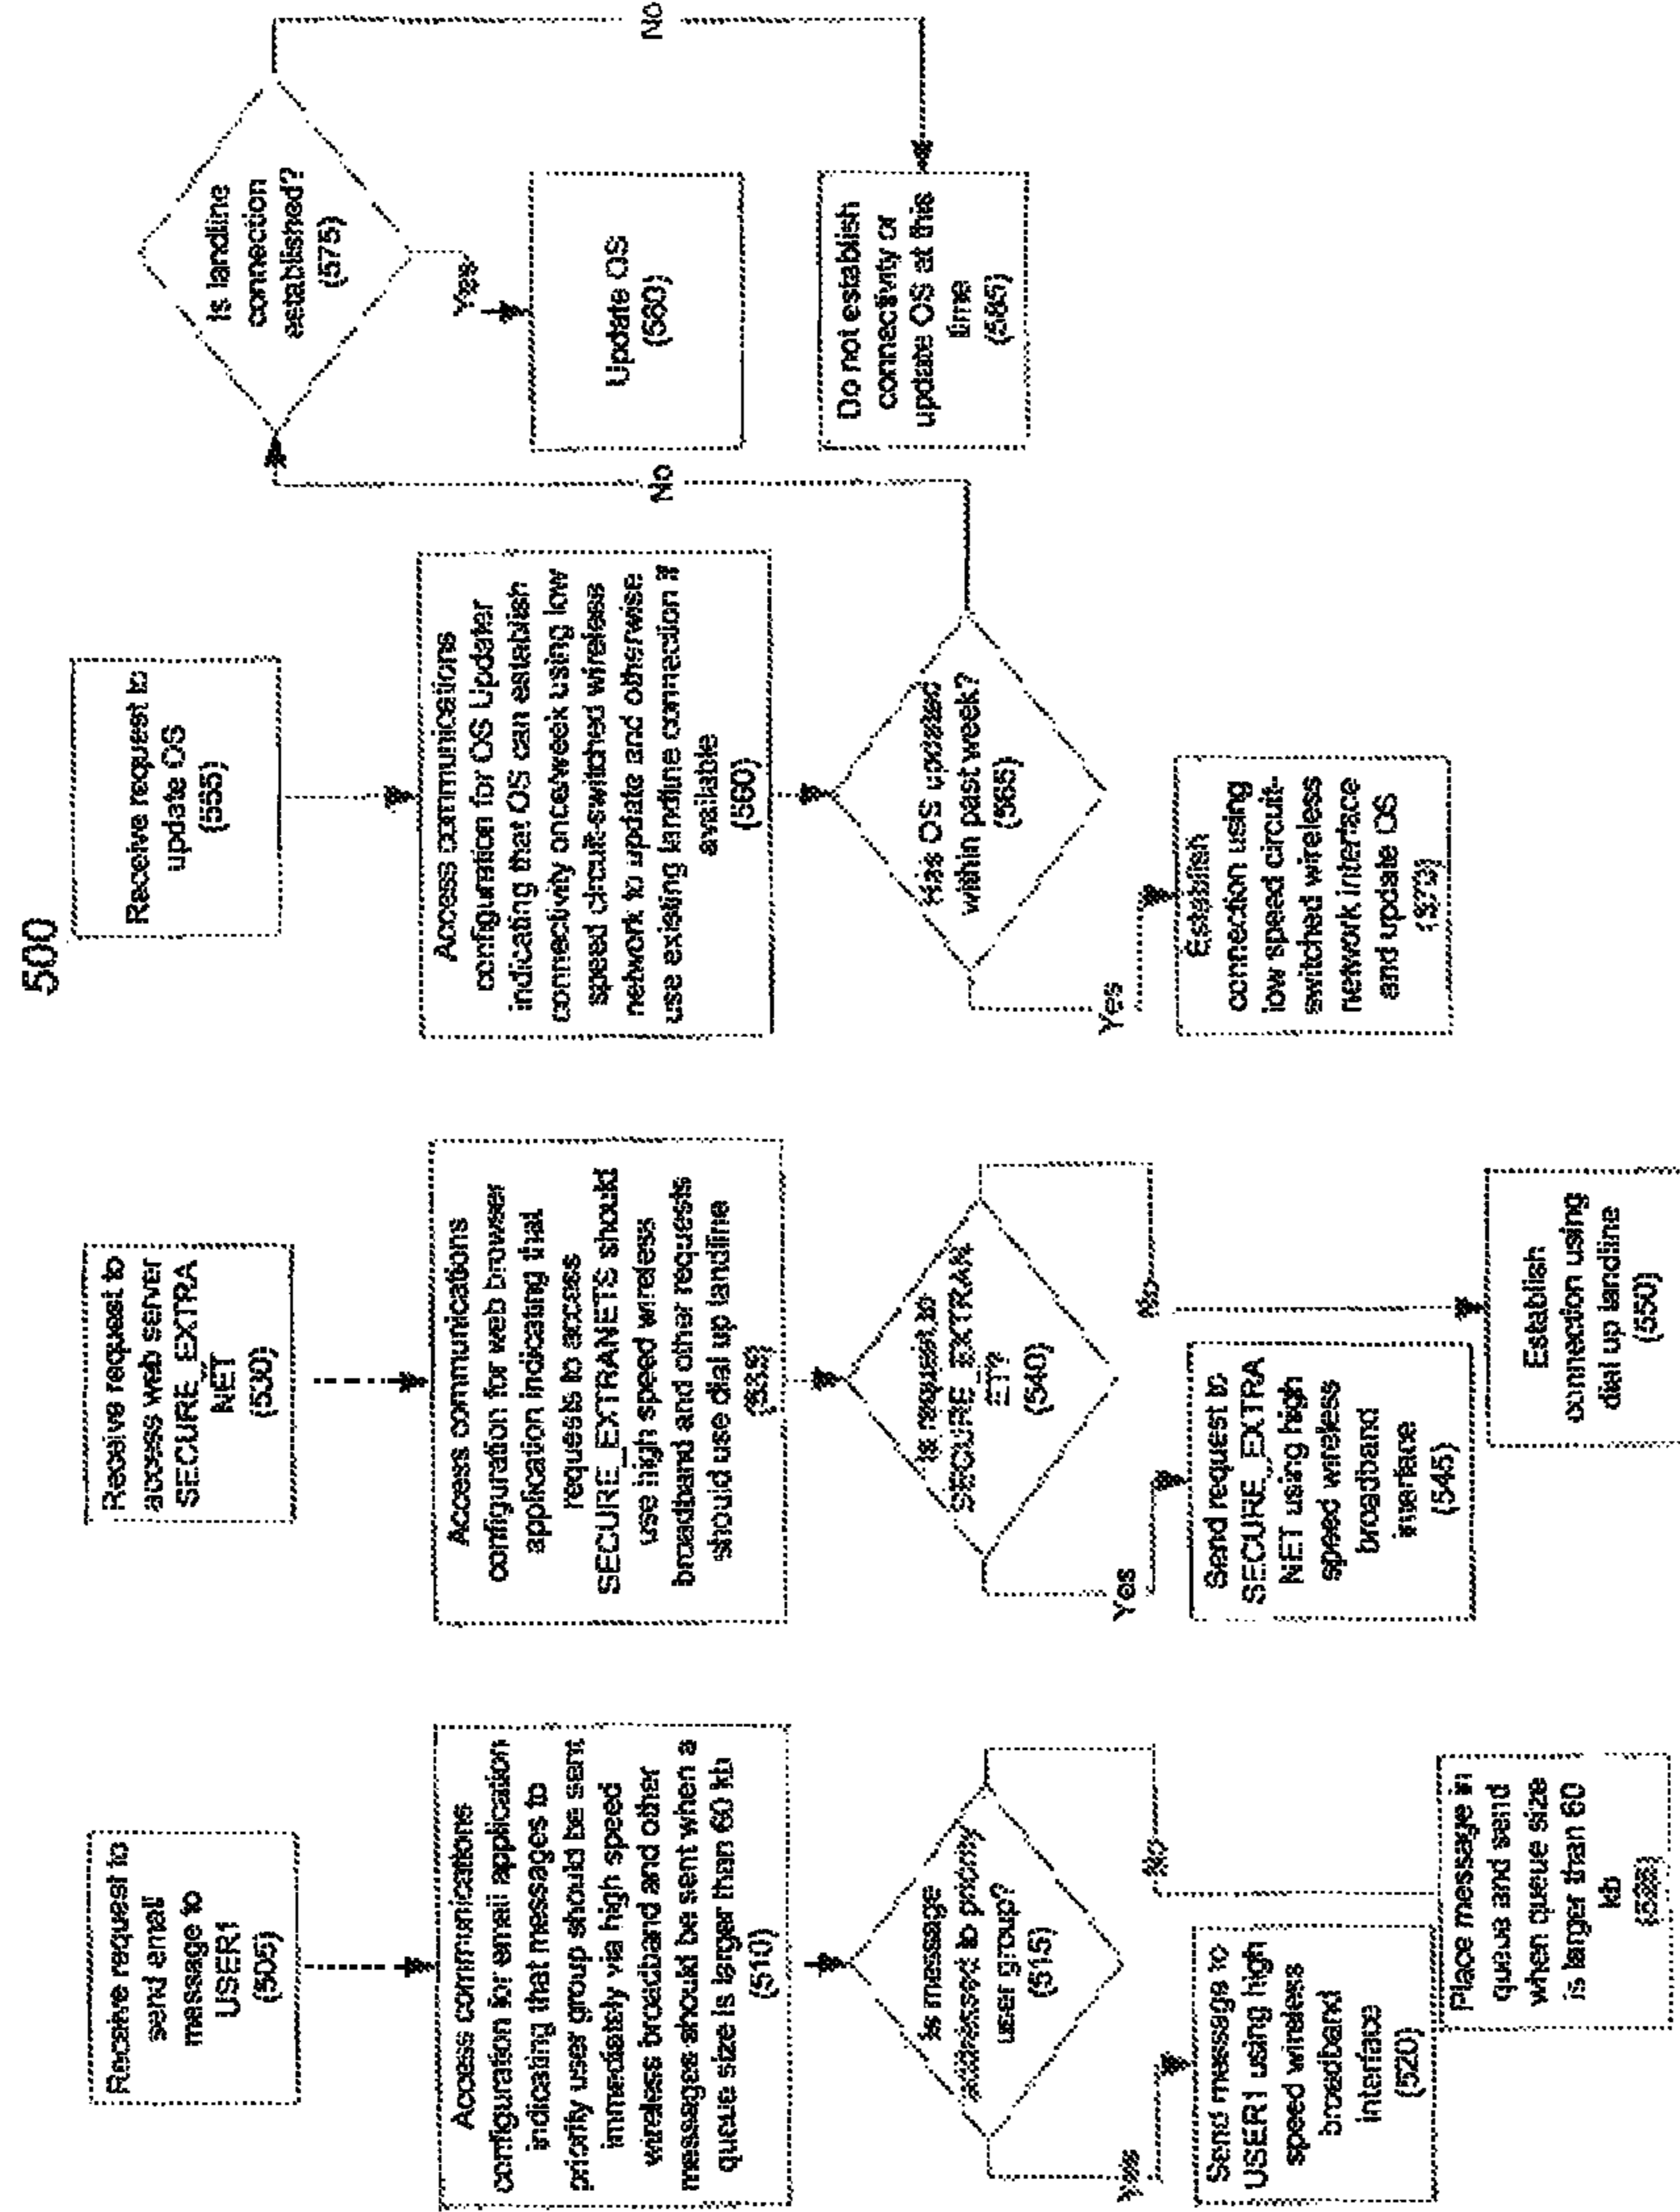 500
Receive request to
send email
message to
USER1
(505)
Access communications
configuration for email application
indicating that messages to
priority user group should be sent
immediately via high speed
wireless broadband and other
messages should be sent when a
queue size is larger than 60 kb
(510)
Is message
addressed to priority
user group?
(515)
Yes
No
Send message to
USER1 using high
speed wireless
broadband
interface
(520)
Place message in
queue and send
when queue size
is larger than 60
kb
Receive request to
access web server
SECURE_EXTRA
NET
(530)
Access communications
configuration for web browser
application indicating that
requests to access
SECURE_EXTRANETS should
use high speed wireless
broadband and other requests
should use dial up landline
(535)
Is request to
SECURE_EXTRAN
ET?
(540)
Yes
No
Send request to
SECURE_EXTRA
NET using high
speed wireless
broadband
interface
(545)
Establish
connection using
dial up landline
(550)
Receive request to
update OS
(555)
Access communications
configuration for OS Updater
indicating that OS can establish
connectivity once/week using low
speed circuit-switched wireless
network to update and otherwise
use existing landline connection if
available
(560)
Has OS updated
within past week?
(565)
Yes
No
Establish
connection using
low speed circuit-
switched wireless
network interface
and update OS
(570)
Is landline
connection
established?
(575)
Yes
No
Update OS
(580)
Do not establish
connectivity or
update OS at this
time
(585)